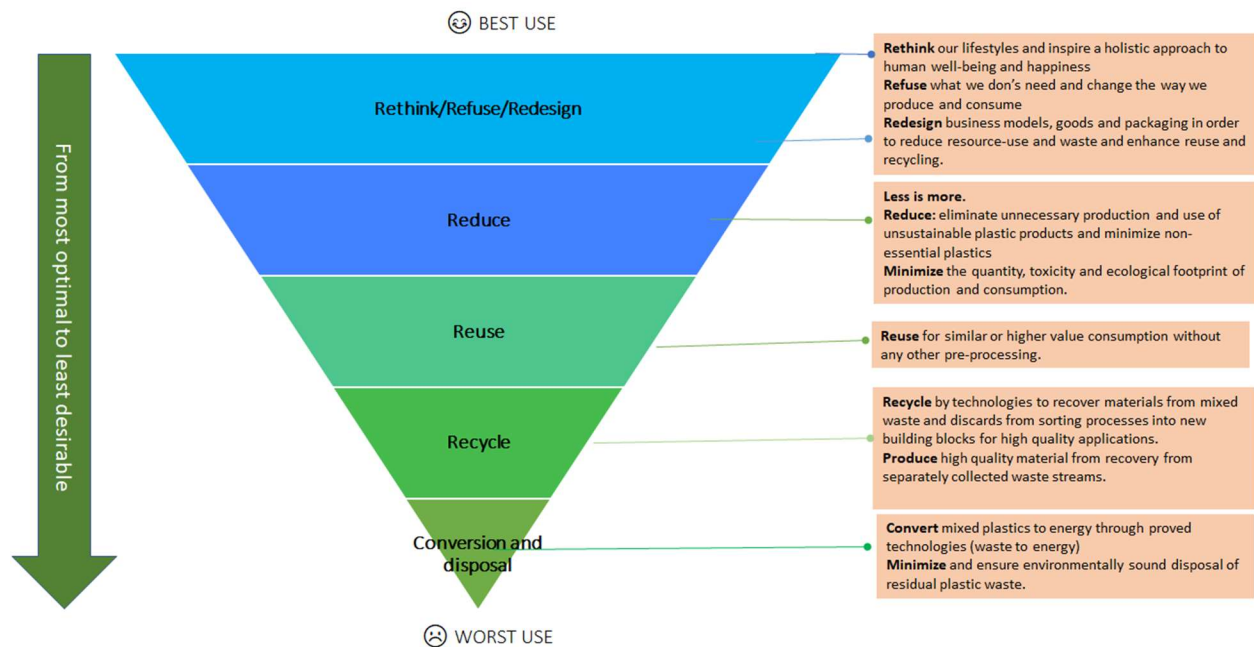 BEST USE
From most optimal to least desirable
Rethink/Refuse/Redesign
Rethink our lifestyles and inspire a holistic approach to
human well-being and happiness
Refuse what we don's need and change the way we
produce and consume
Redesign business models, goods and packaging in order
to reduce resource-use and waste and enhance reuse and
recycling.
Reduce
Less is more.
Reduce: eliminate unnecessary production and use of
unsustainable plastic products and minimize non-
essential plastics
Minimize the quantity, toxicity and ecological footprint of
production and consumption.
Reuse
Reuse for similar or higher value consumption without
any other pre-processing.
Recycle
Recycle by technologies to recover materials from mixed
waste and discards from sorting processes into new
building blocks for high quality applications.
Produce high quality material from recovery from
separately collected waste streams.
Conversion and
disposal
Convert mixed plastics to energy through proved
technologies (waste to energy)
Minimize and ensure environmentally sound disposal of
residual plastic waste.
WORST USE